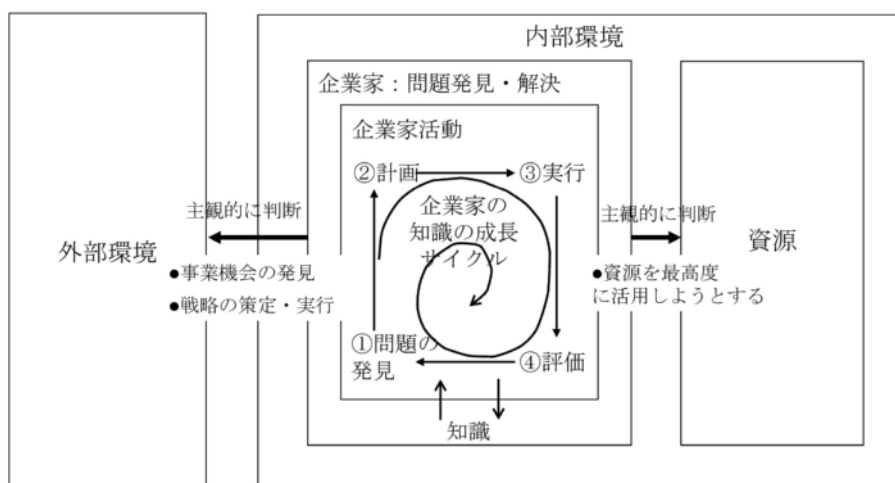 内部環境
企業家：問題発見・解決
企業家活動
②計画
③実行
企業家の
知識の成長
サイクル
主観的に判断
主観的に判断
外部環境
資源
●事業機会の発見
●戦略の策定・実行
●資源を最高度
に活用しようとする
①問題の
発見
④評価
知識